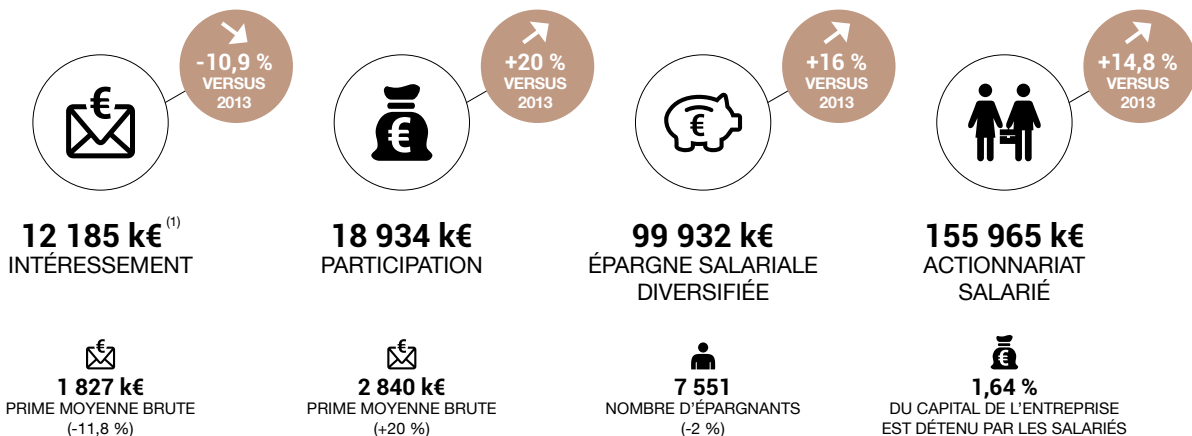 -10,9 %
VERSUS
2013
12 185 k€ (1)
INTÉRESSEMENT
1 827 k€
PRIME MOYENNE BRUTE
(-11,8 %)
+20 %
VERSUS
2013
18 934 k€
PARTICIPATION
2 840 k€
PRIME MOYENNE BRUTE
(+20 %)
+16 %
VERSUS
2013
99 932 k€
ÉPARGNE SALARIALE
DIVERSIFIÉE
7 551
NOMBRE D'ÉPARGNANTS
(-2 %)
+14,8 %
VERSUS
2013
155 965 k€
ACTIONNARIAT
SALARIÉ
1,64 %
DU CAPITAL DE L'ENTREPRISE
EST DÉTENU PAR LES SALARIÉS